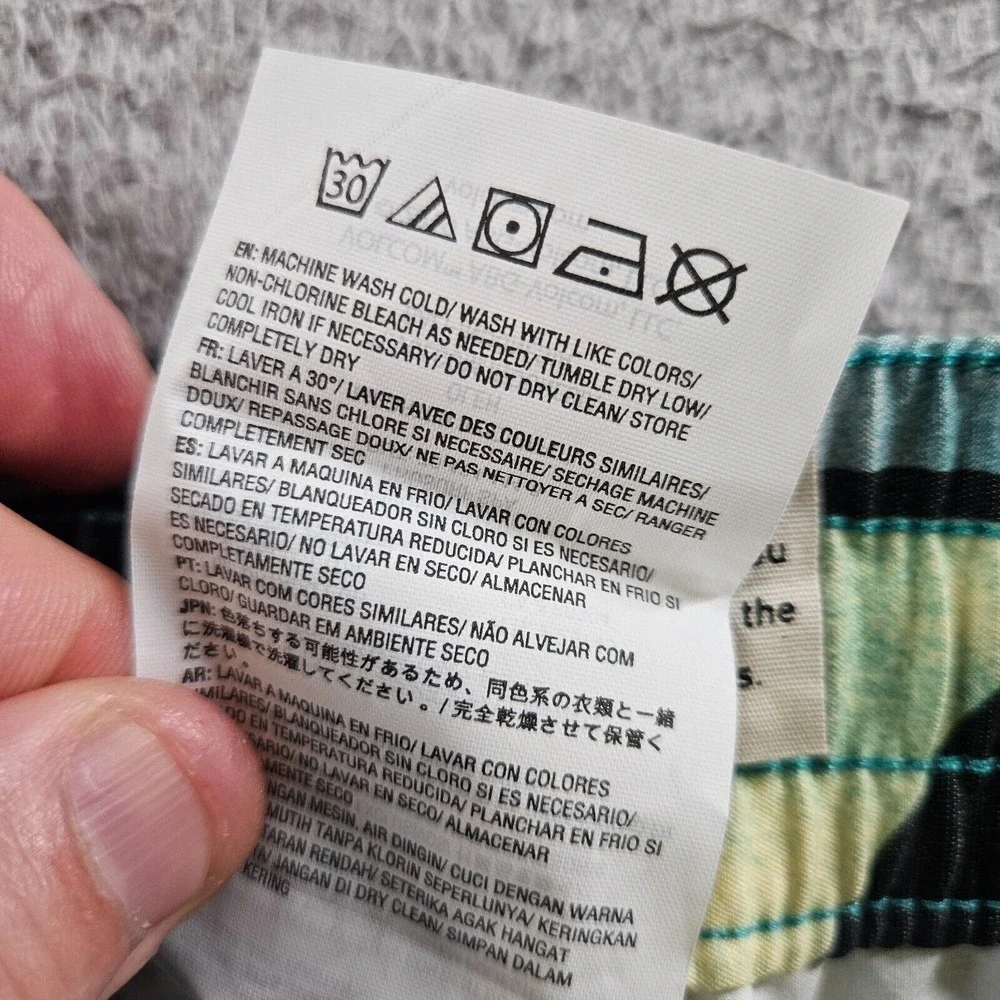 30
EN: MACHINE WASH COLD/ WASH WITH LIKE COLORS/
NON-CHLORINE BLEACH AS NEEDED/ TUMBLE DRY LOW/
COOL IRON IF NECESSARY/ DO NOT DRY CLEAN/ STORE
COMPLETELY DRY
FR: LAVER A 30°/ LAVER AVEC DES COULEURS SIMILAIRES/
BLANCHIR SANS CHLORE SI NECESSAIRE/ SECHAGE MACHINE
DOUX/ REPASSAGE DOUX/ NE PAS NETTOYER A SEC/ RANGER
COMPLETEMENT SEC
ES: LAVAR A MAQUINA EN FRIO/ LAVAR CON COLORES
SIMILARES/ BLANQUEADOR SIN CLORO SI ES NECESARIO/
SECADO EN TEMPERATURA REDUCIDA/ PLANCHAR EN FRIO SI
ES NECESARIO/ NO LAVAR EN SECO/ ALMACENAR
COMPLETAMENTE SECO
PT: LAVAR COM CORES SIMILARES/ NÃO ALVEJAR COM
CLORO/ GUARDAR EM AMBIENTE SECO
JPN: 色落ちする可能性があるため、同色系の衣類と一緒
に洗濯機で洗濯してください 。/ 完全乾燥させて保管く
ださい 。
AR: LAVAR A MAQUINA EN FRIO/ LAVAR CON COLORES
SIMILARES/ BLANQUEADOR SIN CLORO SI ES NECESARIO/
EN TEMPERATURA REDUCIDA/ PLANCHAR EN FRIO SI
NO LAVAR EN SECO/ ALMACENAR
SECO
MESIN, AIR DINGIN/ CUCI DENGAN WARNA
TANPA KLORIN SEPERLUNYA/ KERINGKAN
RENDAH/ SETERIKA AGAK HANGAT
JANGAN DI DRY CLEAN/ SIMPAN DALAM
KERING
the